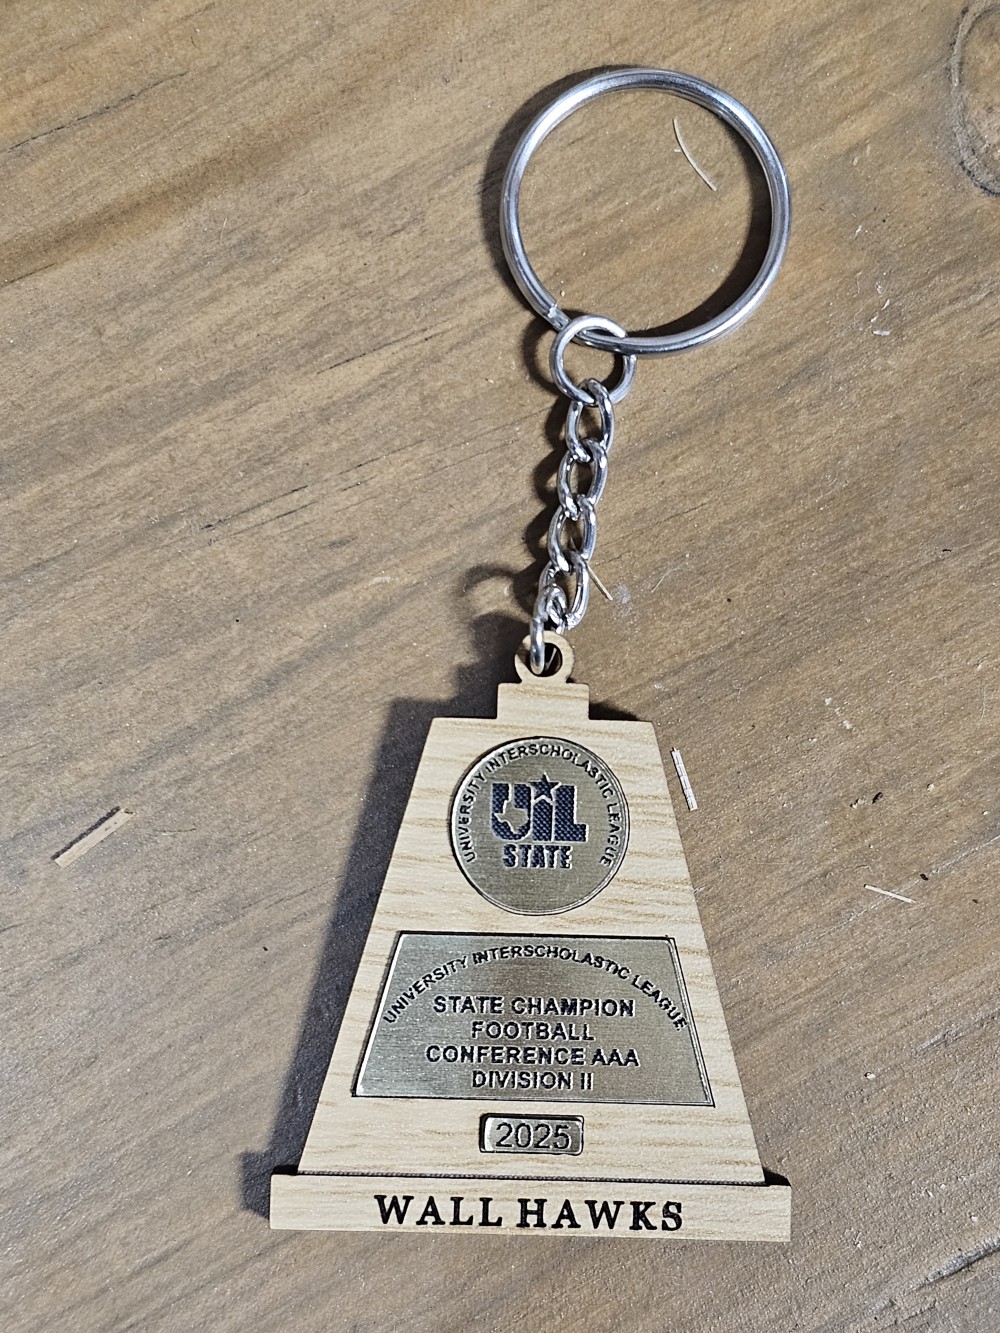 UNIVERSITY INTERSCHOLASTIC LEAGUE
UIL
STATE
UNIVERSITY INTERSCHOLASTIC LEAGUE
STATE CHAMPION
FOOTBALL
CONFERENCE AAA
DIVISION II
2025
WALL HAWKS